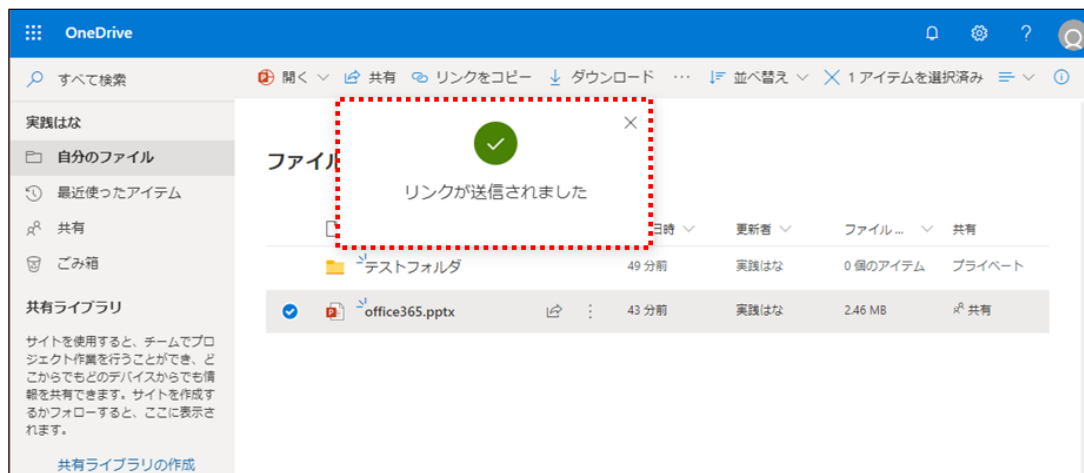 OneDrive
?
すべて検索
開く
共有
リンクをコピー
ダウンロード
…
並べ替え
1 アイテムを選択済み
実践はな
自分のファイル
最近使ったアイテム
共有
ごみ箱
共有ライブラリ
サイトを使用すると、チームでプロ
ジェクト作業を行うことができ、ど
こからでもどのデバイスからでも情
報を共有できます。サイトを作成す
るかフォローすると、ここに表示さ
れます。
共有ライブラリの作成
ファイル
リンクが送信されました
日時
更新者
ファイル ...
共有
テストフォルダ
49 分前
実践はな
0 個のアイテム
プライベート
office365.pptx
43 分前
実践はな
2.46 MB
共有